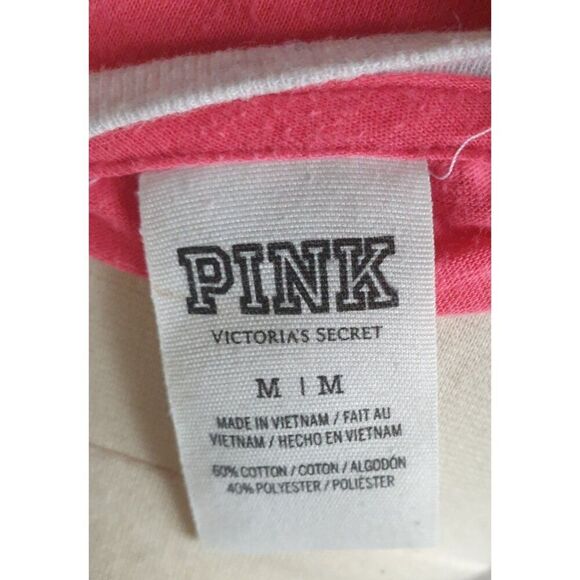 PINK
VICTORIA'S SECRET
M | M
MADE IN VIETNAM / FAIT AU
VIETNAM / HECHO EN VIETNAM
60% COTTON / COTON / ALGODÓN
40% POLYESTER / POLIÉSTER